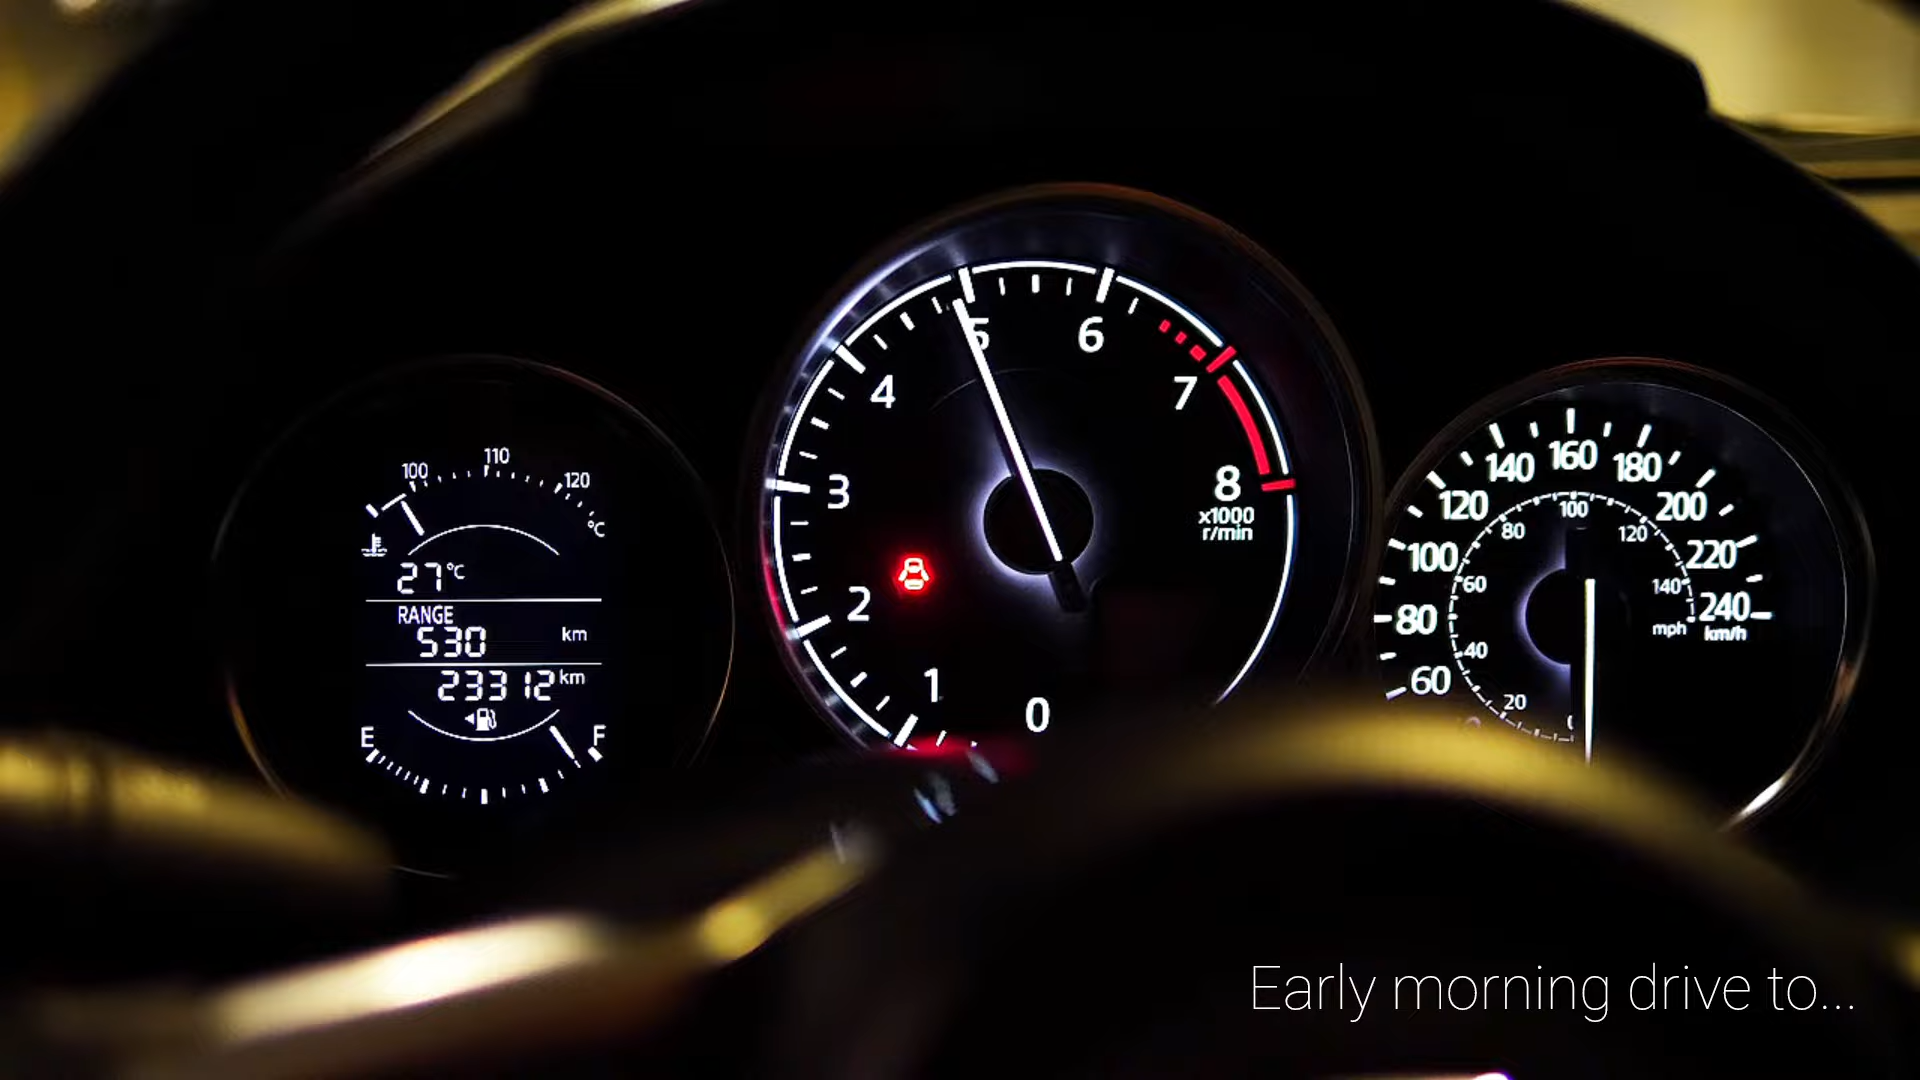 100 110 120
°C
27°C
RANGE
530 km
23312 km
E F
0 1 2 3 4 5 6 7 8
x1000
r/min
60 80 100 120 140 160 180 200 220 240
km/h
20 40 60 80 100 120 140
mph
Early morning drive to...